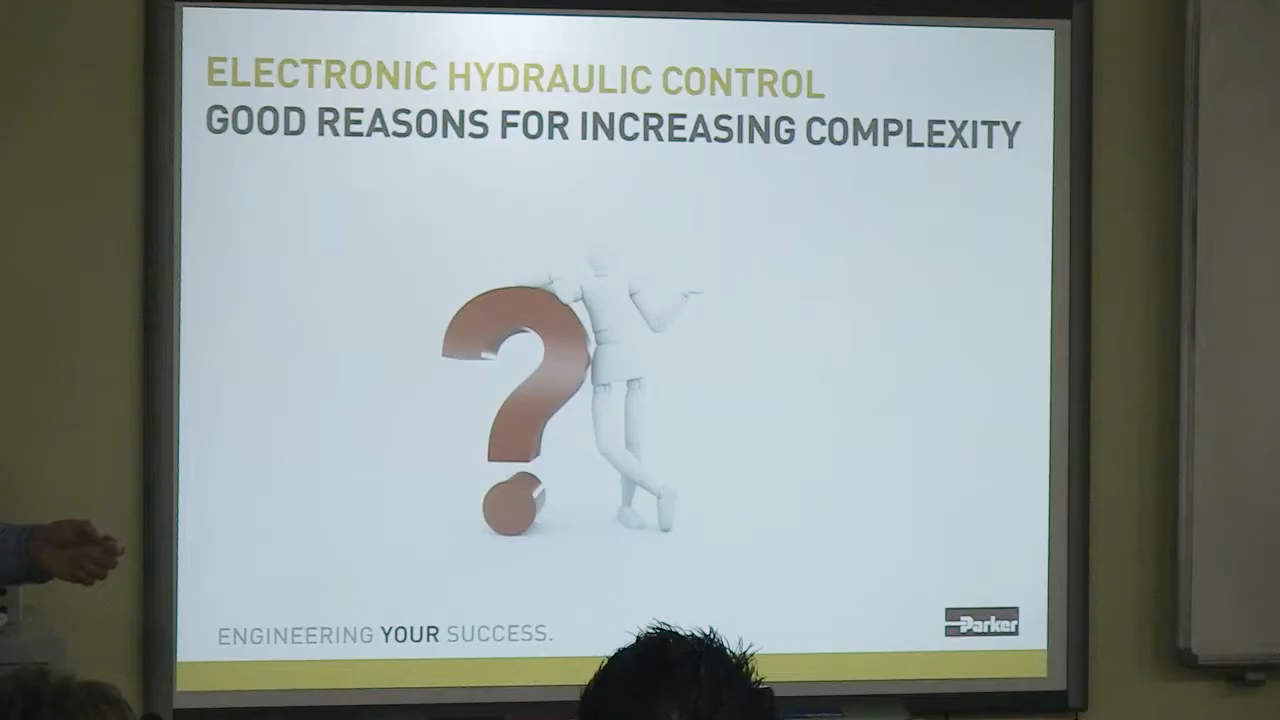 ELECTRONIC HYDRAULIC CONTROL
GOOD REASONS FOR INCREASING COMPLEXITY
?
ENGINEERING YOUR SUCCESS.
Parker